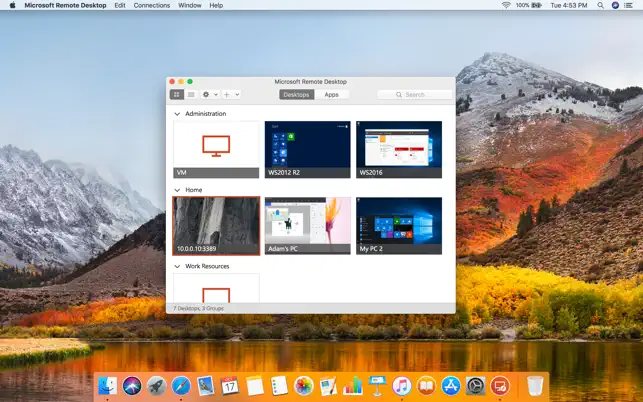 Microsoft Remote Desktop Edit Connections Window Help 100% Tue 4:53 PM
Microsoft Remote Desktop
Desktops Apps Search
Administration
VM WS2012 R2 WS2016
Home
10.0.0.10:3389 Adam's PC My PC 2
Work Resources
7 Desktops, 3 Groups
17